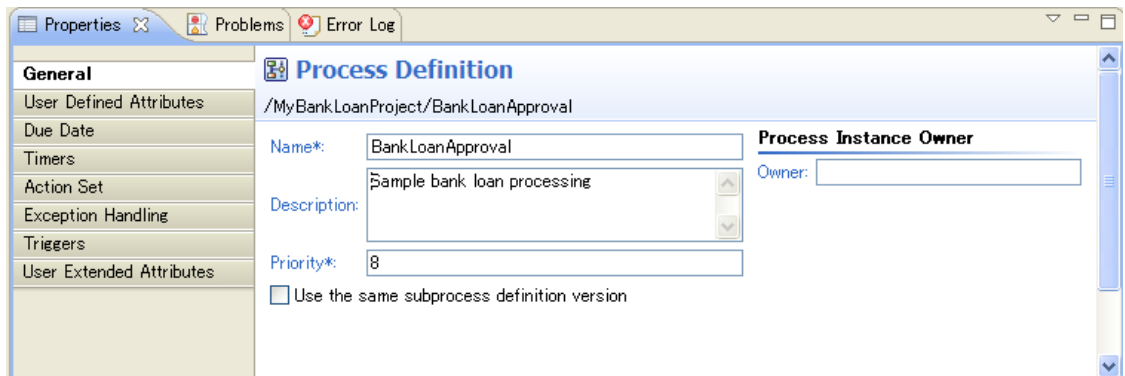 Properties Problems Error Log
General
User Defined Attributes
Due Date
Timers
Action Set
Exception Handling
Triggers
User Extended Attributes
Process Definition
/MyBankLoanProject/BankLoanApproval
Name*: BankLoanApproval
Description: Sample bank loan processing
Priority*: 8
Use the same subprocess definition version
Process Instance Owner
Owner: